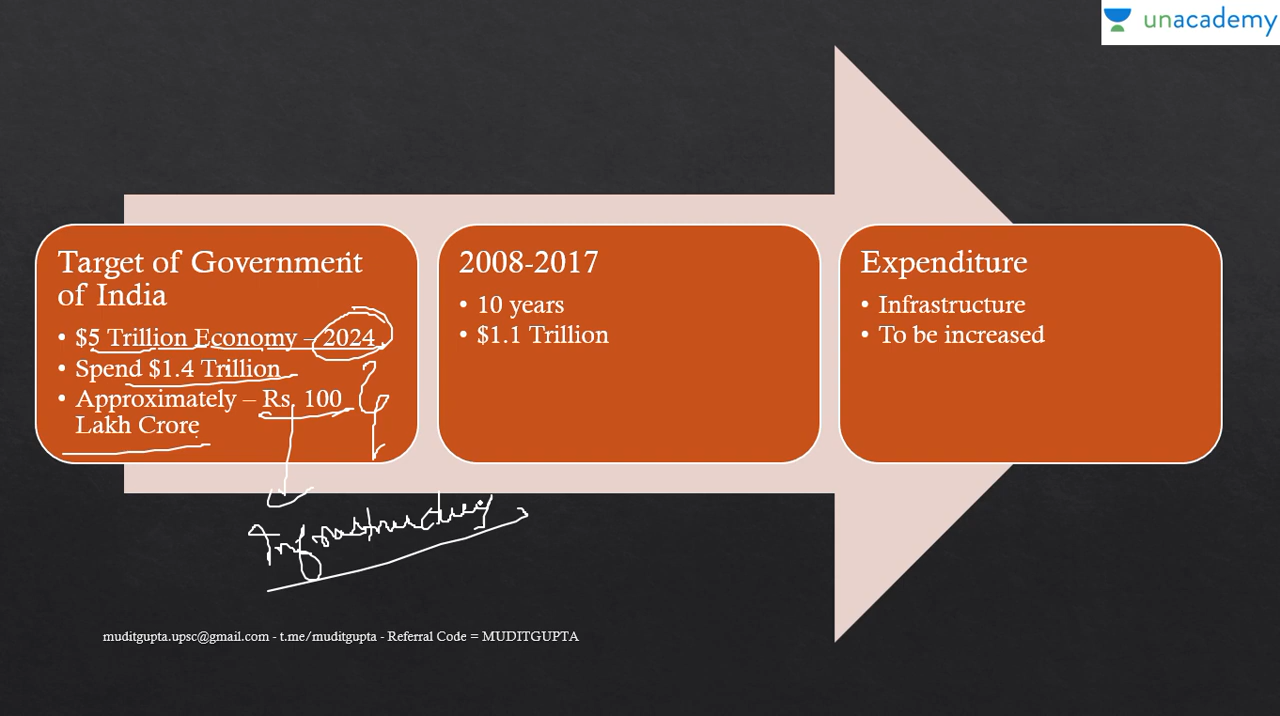 unacademy
Target of Government
of India
• $5 Trillion Economy – 2024
• Spend $1.4 Trillion
• Approximately – Rs. 100
Lakh Crore
2008-2017
• 10 years
• $1.1 Trillion
Expenditure
• Infrastructure
• To be increased
muditgupta.upsc@gmail.com - t.me/muditgupta - Referral Code = MUDITGUPTA